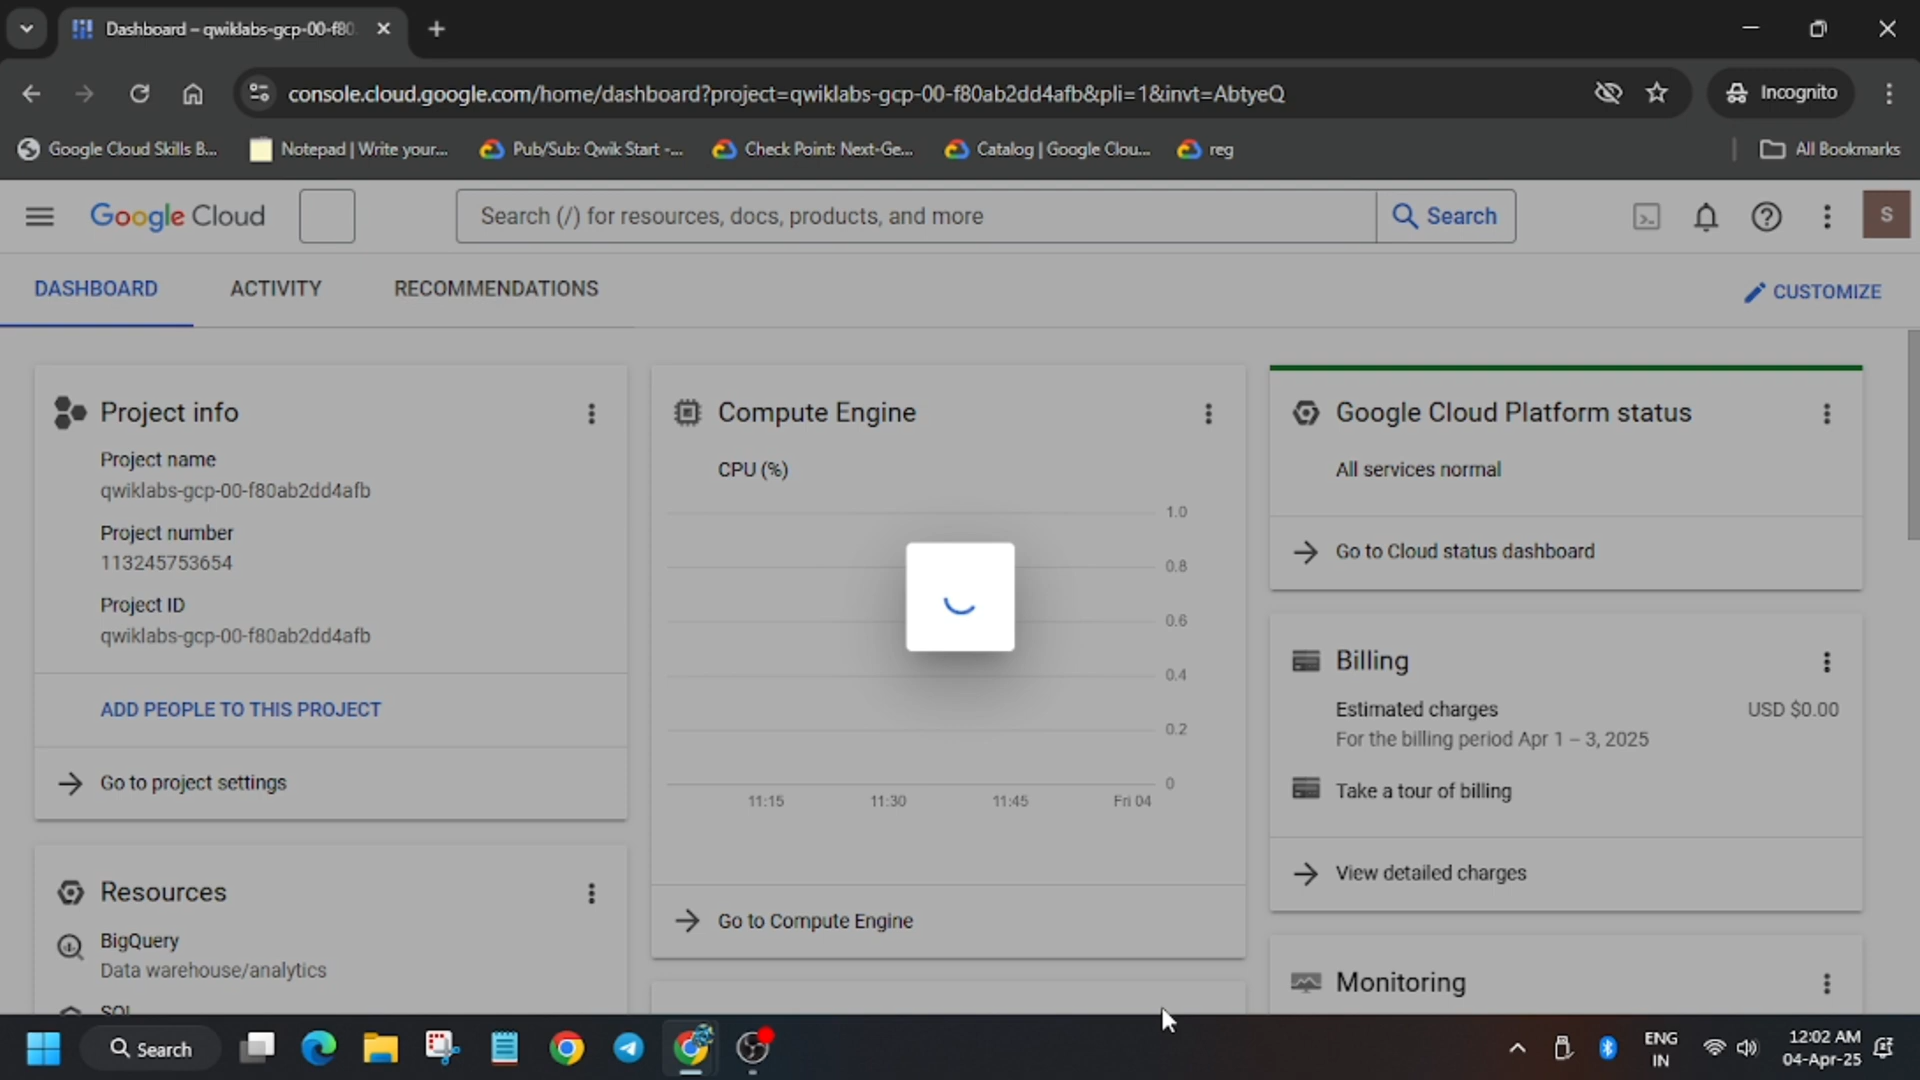 Dashboard – qwiklabs-gcp-00-f80
console.cloud.google.com/home/dashboard?project=qwiklabs-gcp-00-f80ab2dd4afb&pli=1&invt=AbtyeQ
Incognito
Google Cloud Skills B...
Notepad | Write your...
Pub/Sub: Qwik Start -...
Check Point: Next-Ge...
Catalog | Google Clou...
reg
All Bookmarks
Google Cloud
Search (/) for resources, docs, products, and more
Search
S
DASHBOARD
ACTIVITY
RECOMMENDATIONS
CUSTOMIZE
Project info
Project name
qwiklabs-gcp-00-f80ab2dd4afb
Project number
113245753654
Project ID
qwiklabs-gcp-00-f80ab2dd4afb
ADD PEOPLE TO THIS PROJECT
Go to project settings
Resources
BigQuery
Data warehouse/analytics
SQL
Compute Engine
CPU (%)
1.0
0.8
0.6
0.4
0.2
0
11:15
11:30
11:45
Fri 04
Go to Compute Engine
Google Cloud Platform status
All services normal
Go to Cloud status dashboard
Billing
Estimated charges
USD $0.00
For the billing period Apr 1 – 3, 2025
Take a tour of billing
View detailed charges
Monitoring
Search
ENG
IN
12:02 AM
04-Apr-25